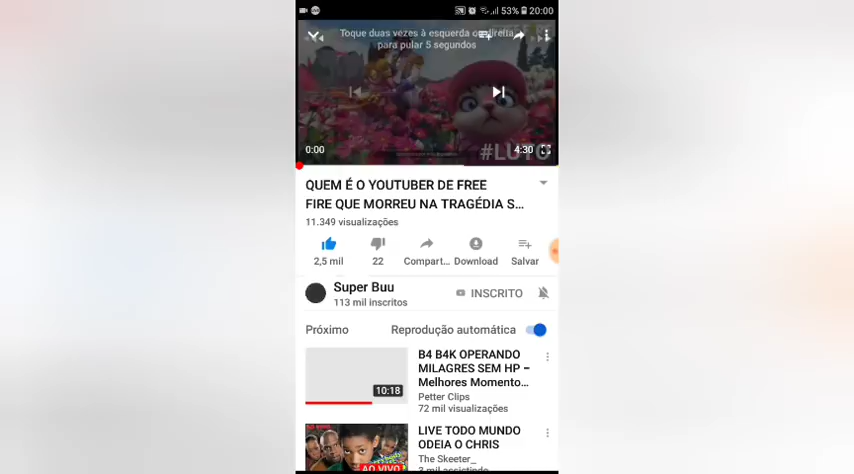 53% 20:00
Toque duas vezes à esquerda ou direita
para pular 5 segundos
0:00
4:30
#LUTO
QUEM É O YOUTUBER DE FREE
FIRE QUE MORREU NA TRAGÉDIA S...
11.349 visualizações
2,5 mil
22
Compart...
Download
Salvar
Super Buu
113 mil inscritos
INSCRITO
Próximo
Reprodução automática
B4 B4K OPERANDO
MILAGRES SEM HP –
Melhores Momento...
Petter Clips
72 mil visualizações
10:18
LIVE TODO MUNDO
ODEIA O CHRIS
The Skeeter_
3 mil assistindo
AO VIVO